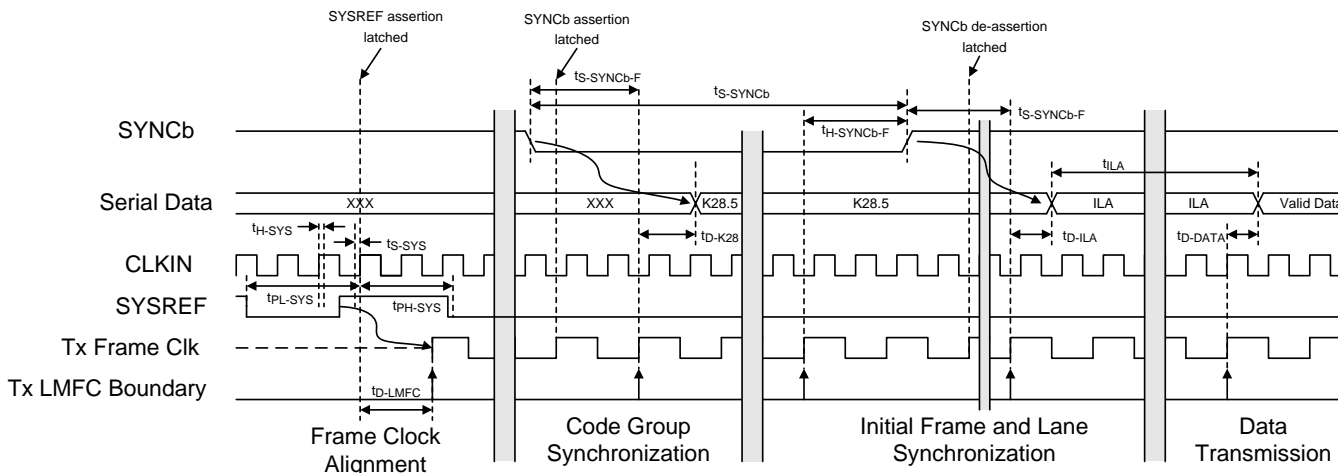 SYSREF assertion
latched
SYNCb assertion
latched
SYNCb de-assertion
latched
tS-SYNCb-F
tS-SYNCb
tS-SYNCb-F
tH-SYNCb-F
SYNCb
tILA
Serial Data
XXX
XXX
K28.5
K28.5
ILA
ILA
Valid Data
tH-SYS
tS-SYS
tD-K28
tD-ILA
tD-DATA
CLKIN
tPL-SYS
tPH-SYS
SYSREF
Tx Frame Clk
Tx LMFC Boundary
tD-LMFC
Frame Clock
Alignment
Code Group
Synchronization
Initial Frame and Lane
Synchronization
Data
Transmission